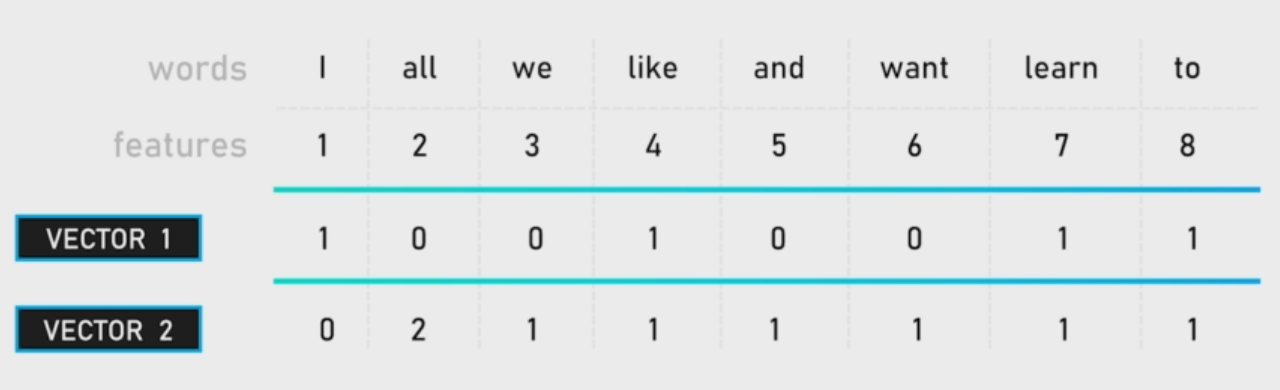 words I all we like and want learn to
features 1 2 3 4 5 6 7 8
VECTOR 1 1 0 0 1 0 0 1 1
VECTOR 2 0 2 1 1 1 1 1 1